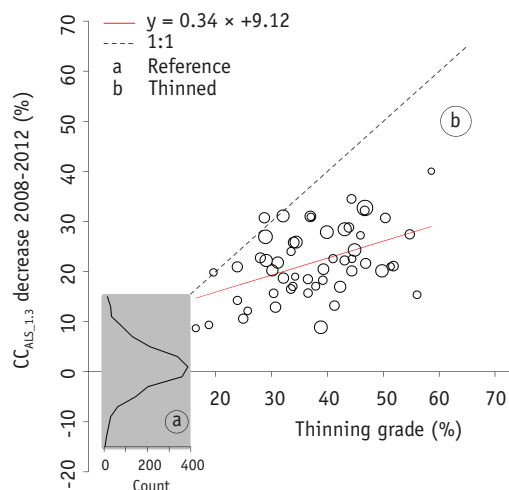 y = 0.34 × +9.12
1:1
a Reference
b Thinned
CC_ALS_1.3 decrease 2008-2012 (%)
70
60
50
40
30
20
10
0
-10
-20
b
a
20 30 40 50 60 70
Thinning grade (%)
0 200 400
Count